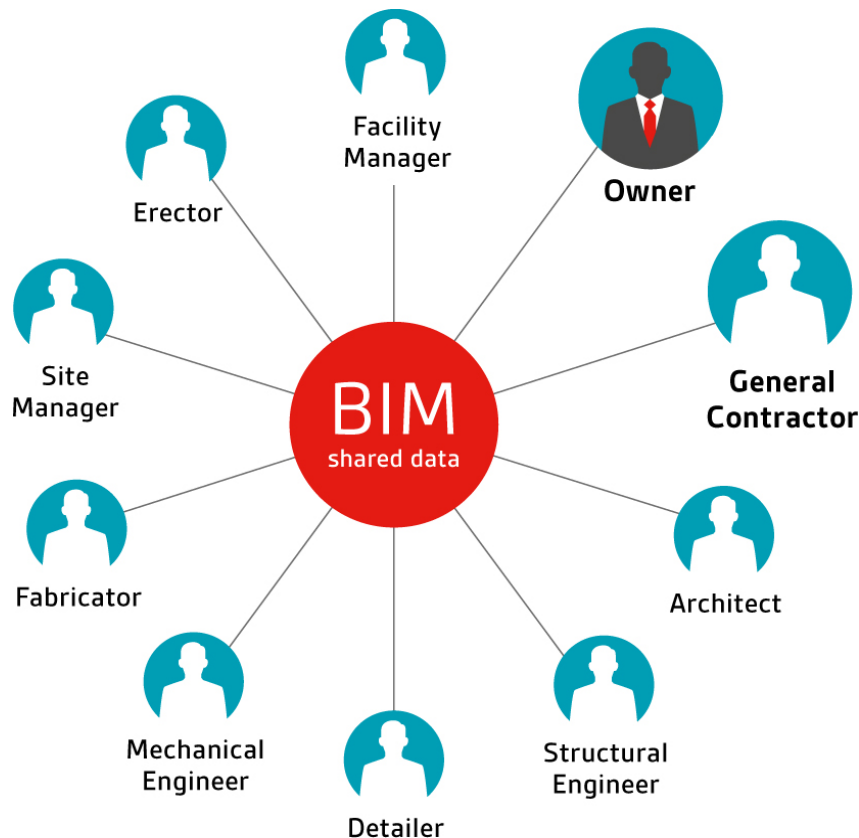 Facility
Manager
Owner
Erector
General
Contractor
Site
Manager
BIM
shared data
Architect
Fabricator
Structural
Engineer
Mechanical
Engineer
Detailer